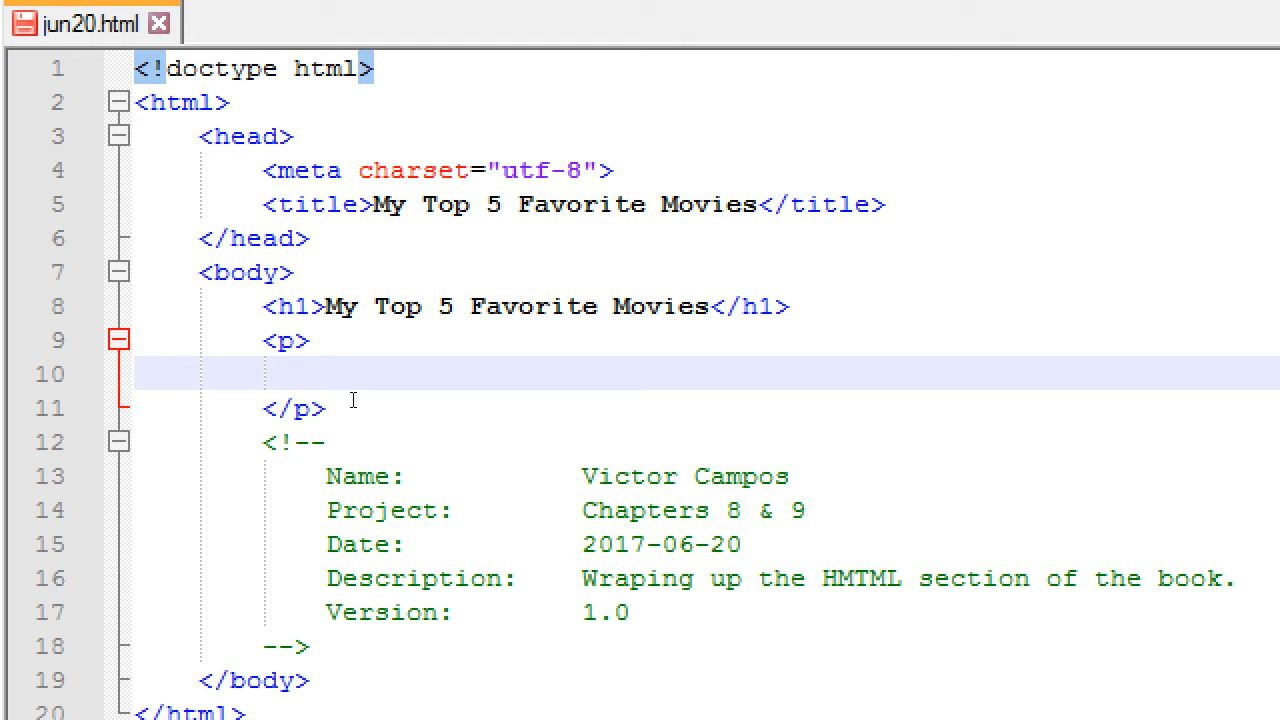 jun20.html
1 <!doctype html>
2 <html>
3 <head>
4 <meta charset="utf-8">
5 <title>My Top 5 Favorite Movies</title>
6 </head>
7 <body>
8 <h1>My Top 5 Favorite Movies</h1>
9 <p>
10
11 </p>
12 <!--
13 Name: Victor Campos
14 Project: Chapters 8 & 9
15 Date: 2017-06-20
16 Description: Wraping up the HMTML section of the book.
17 Version: 1.0
18 -->
19 </body>
20 </html>